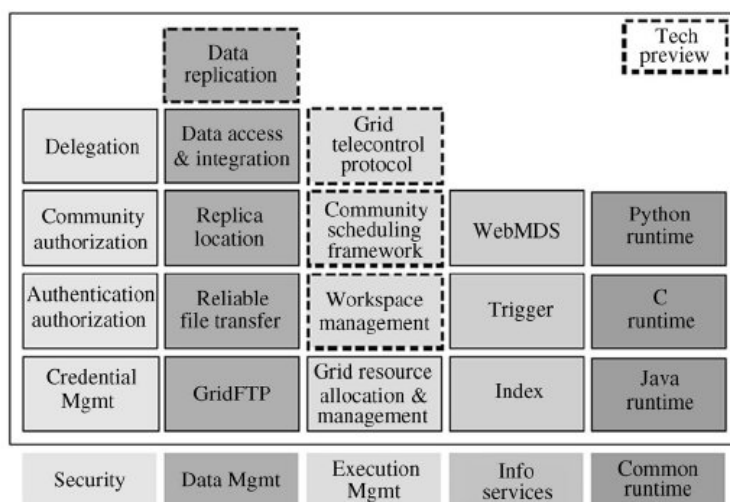 Tech
preview
Data
replication
Delegation
Data access
& integration
Grid
telecontrol
protocol
Community
authorization
Replica
location
Community
scheduling
framework
WebMDS
Python
runtime
Authentication
authorization
Reliable
file transfer
Workspace
management
Trigger
C
runtime
Credential
Mgmt
GridFTP
Grid resource
allocation &
management
Index
Java
runtime
Security
Data Mgmt
Execution
Mgmt
Info
services
Common
runtime